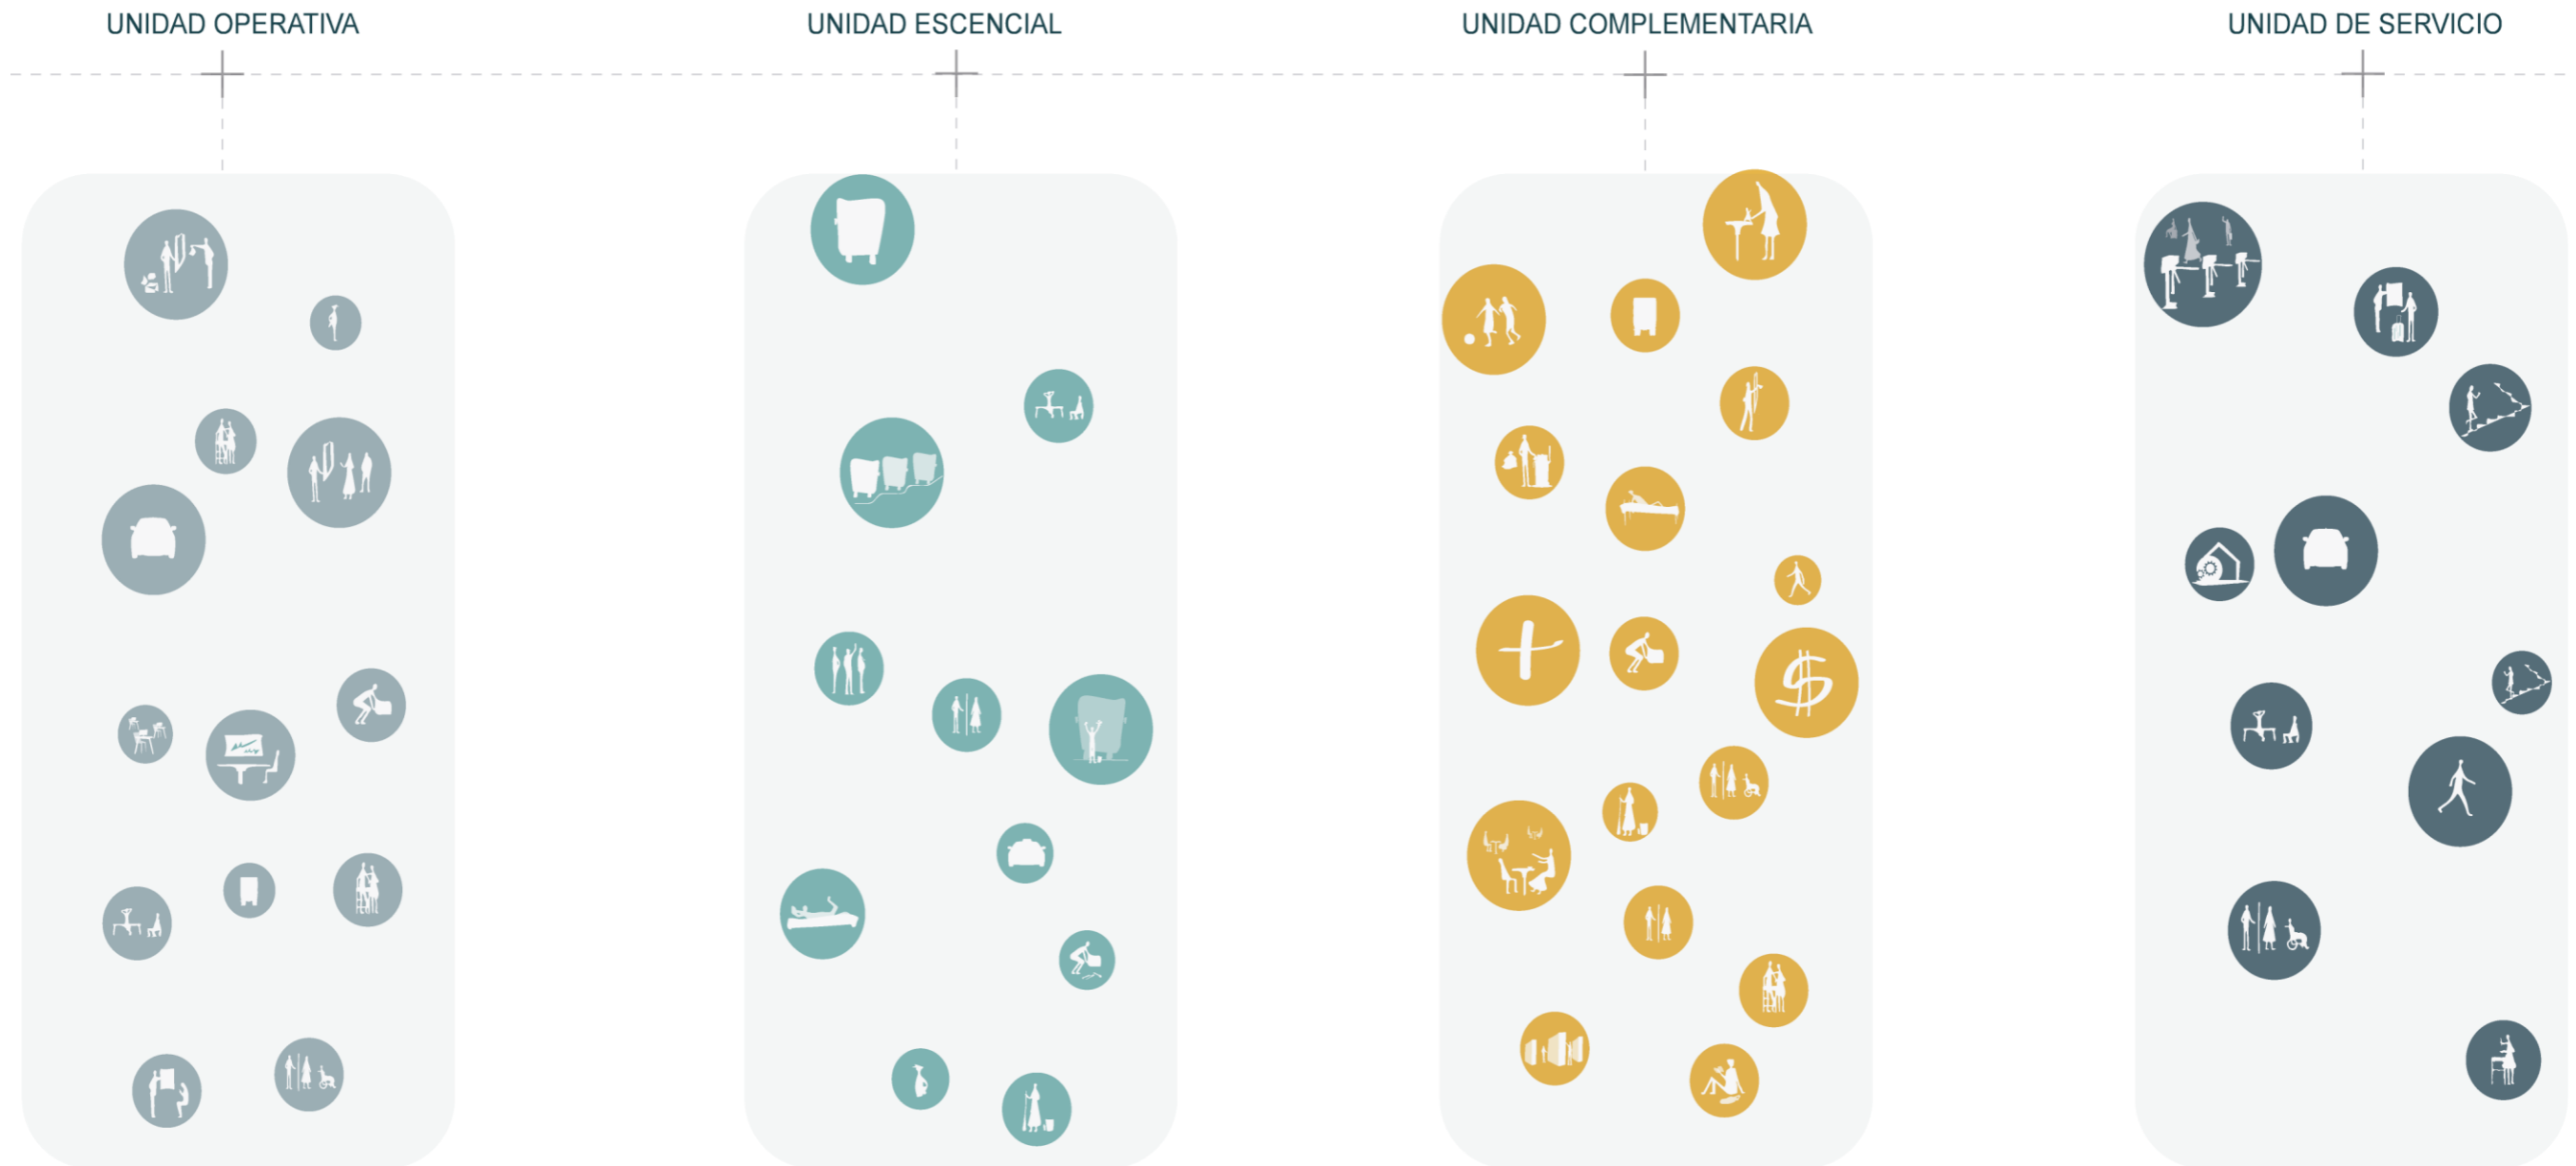 UNIDAD OPERATIVA
UNIDAD ESCENCIAL
UNIDAD COMPLEMENTARIA
UNIDAD DE SERVICIO
$